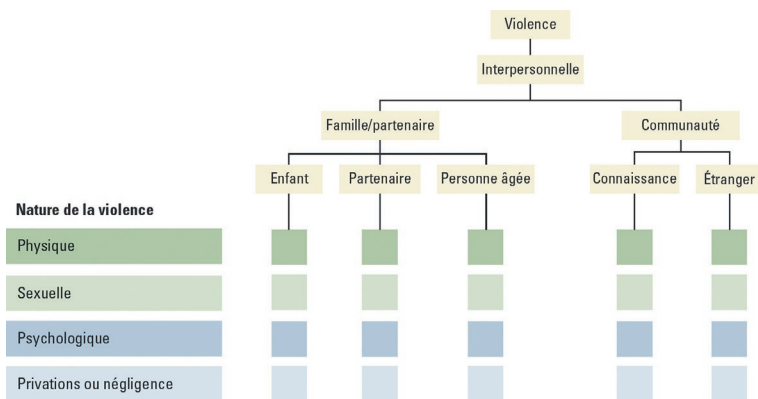 Violence
Interpersonnelle
Famille/partenaire
Communauté
Enfant
Partenaire
Personne âgée
Connaissance
Étranger
Nature de la violence
Physique
Sexuelle
Psychologique
Privations ou négligence